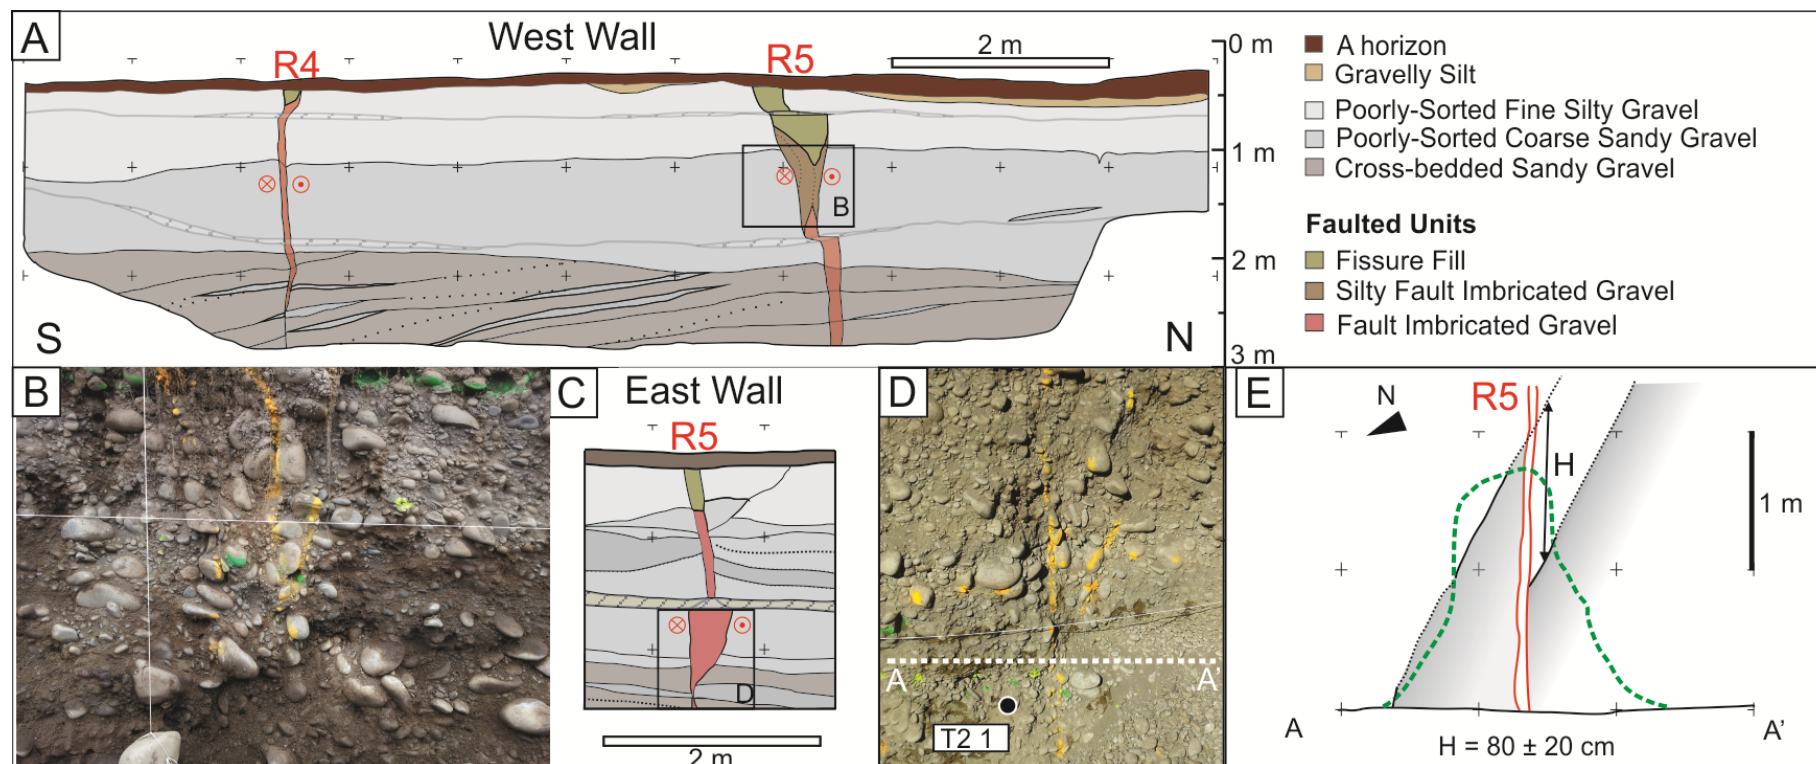 A
West Wall
R4
R5
2 m
0 m
1 m
2 m
3 m
B
S
N
A horizon
Gravelly Silt
Poorly-Sorted Fine Silty Gravel
Poorly-Sorted Coarse Sandy Gravel
Cross-bedded Sandy Gravel
Faulted Units
Fissure Fill
Silty Fault Imbricated Gravel
Fault Imbricated Gravel
B
C
East Wall
R5
D
2 m
D
A
A'
T2 1
E
N
R5
H
1 m
A
A'
H = 80 ± 20 cm